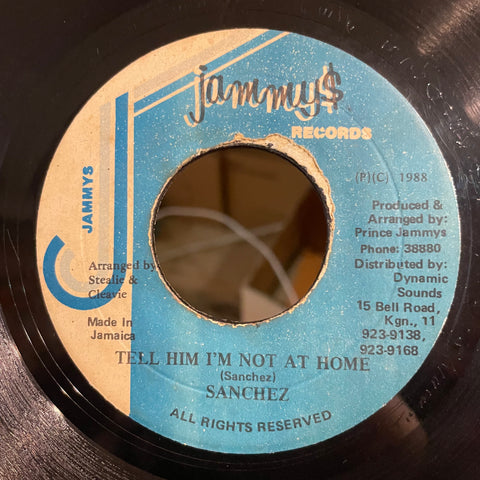 jammy$
RECORDS
JAMMYS
(P)(C) 1988
Produced &
Arranged by:
Prince Jammys
Phone: 38880
Distributed by:
Dynamic
Sounds
15 Bell Road,
Kgn., 11
923-9138,
923-9168
Arranged by
Stealie &
Cleavie
Made In
Jamaica
TELL HIM I'M NOT AT HOME
(Sanchez)
SANCHEZ
ALL RIGHTS RESERVED